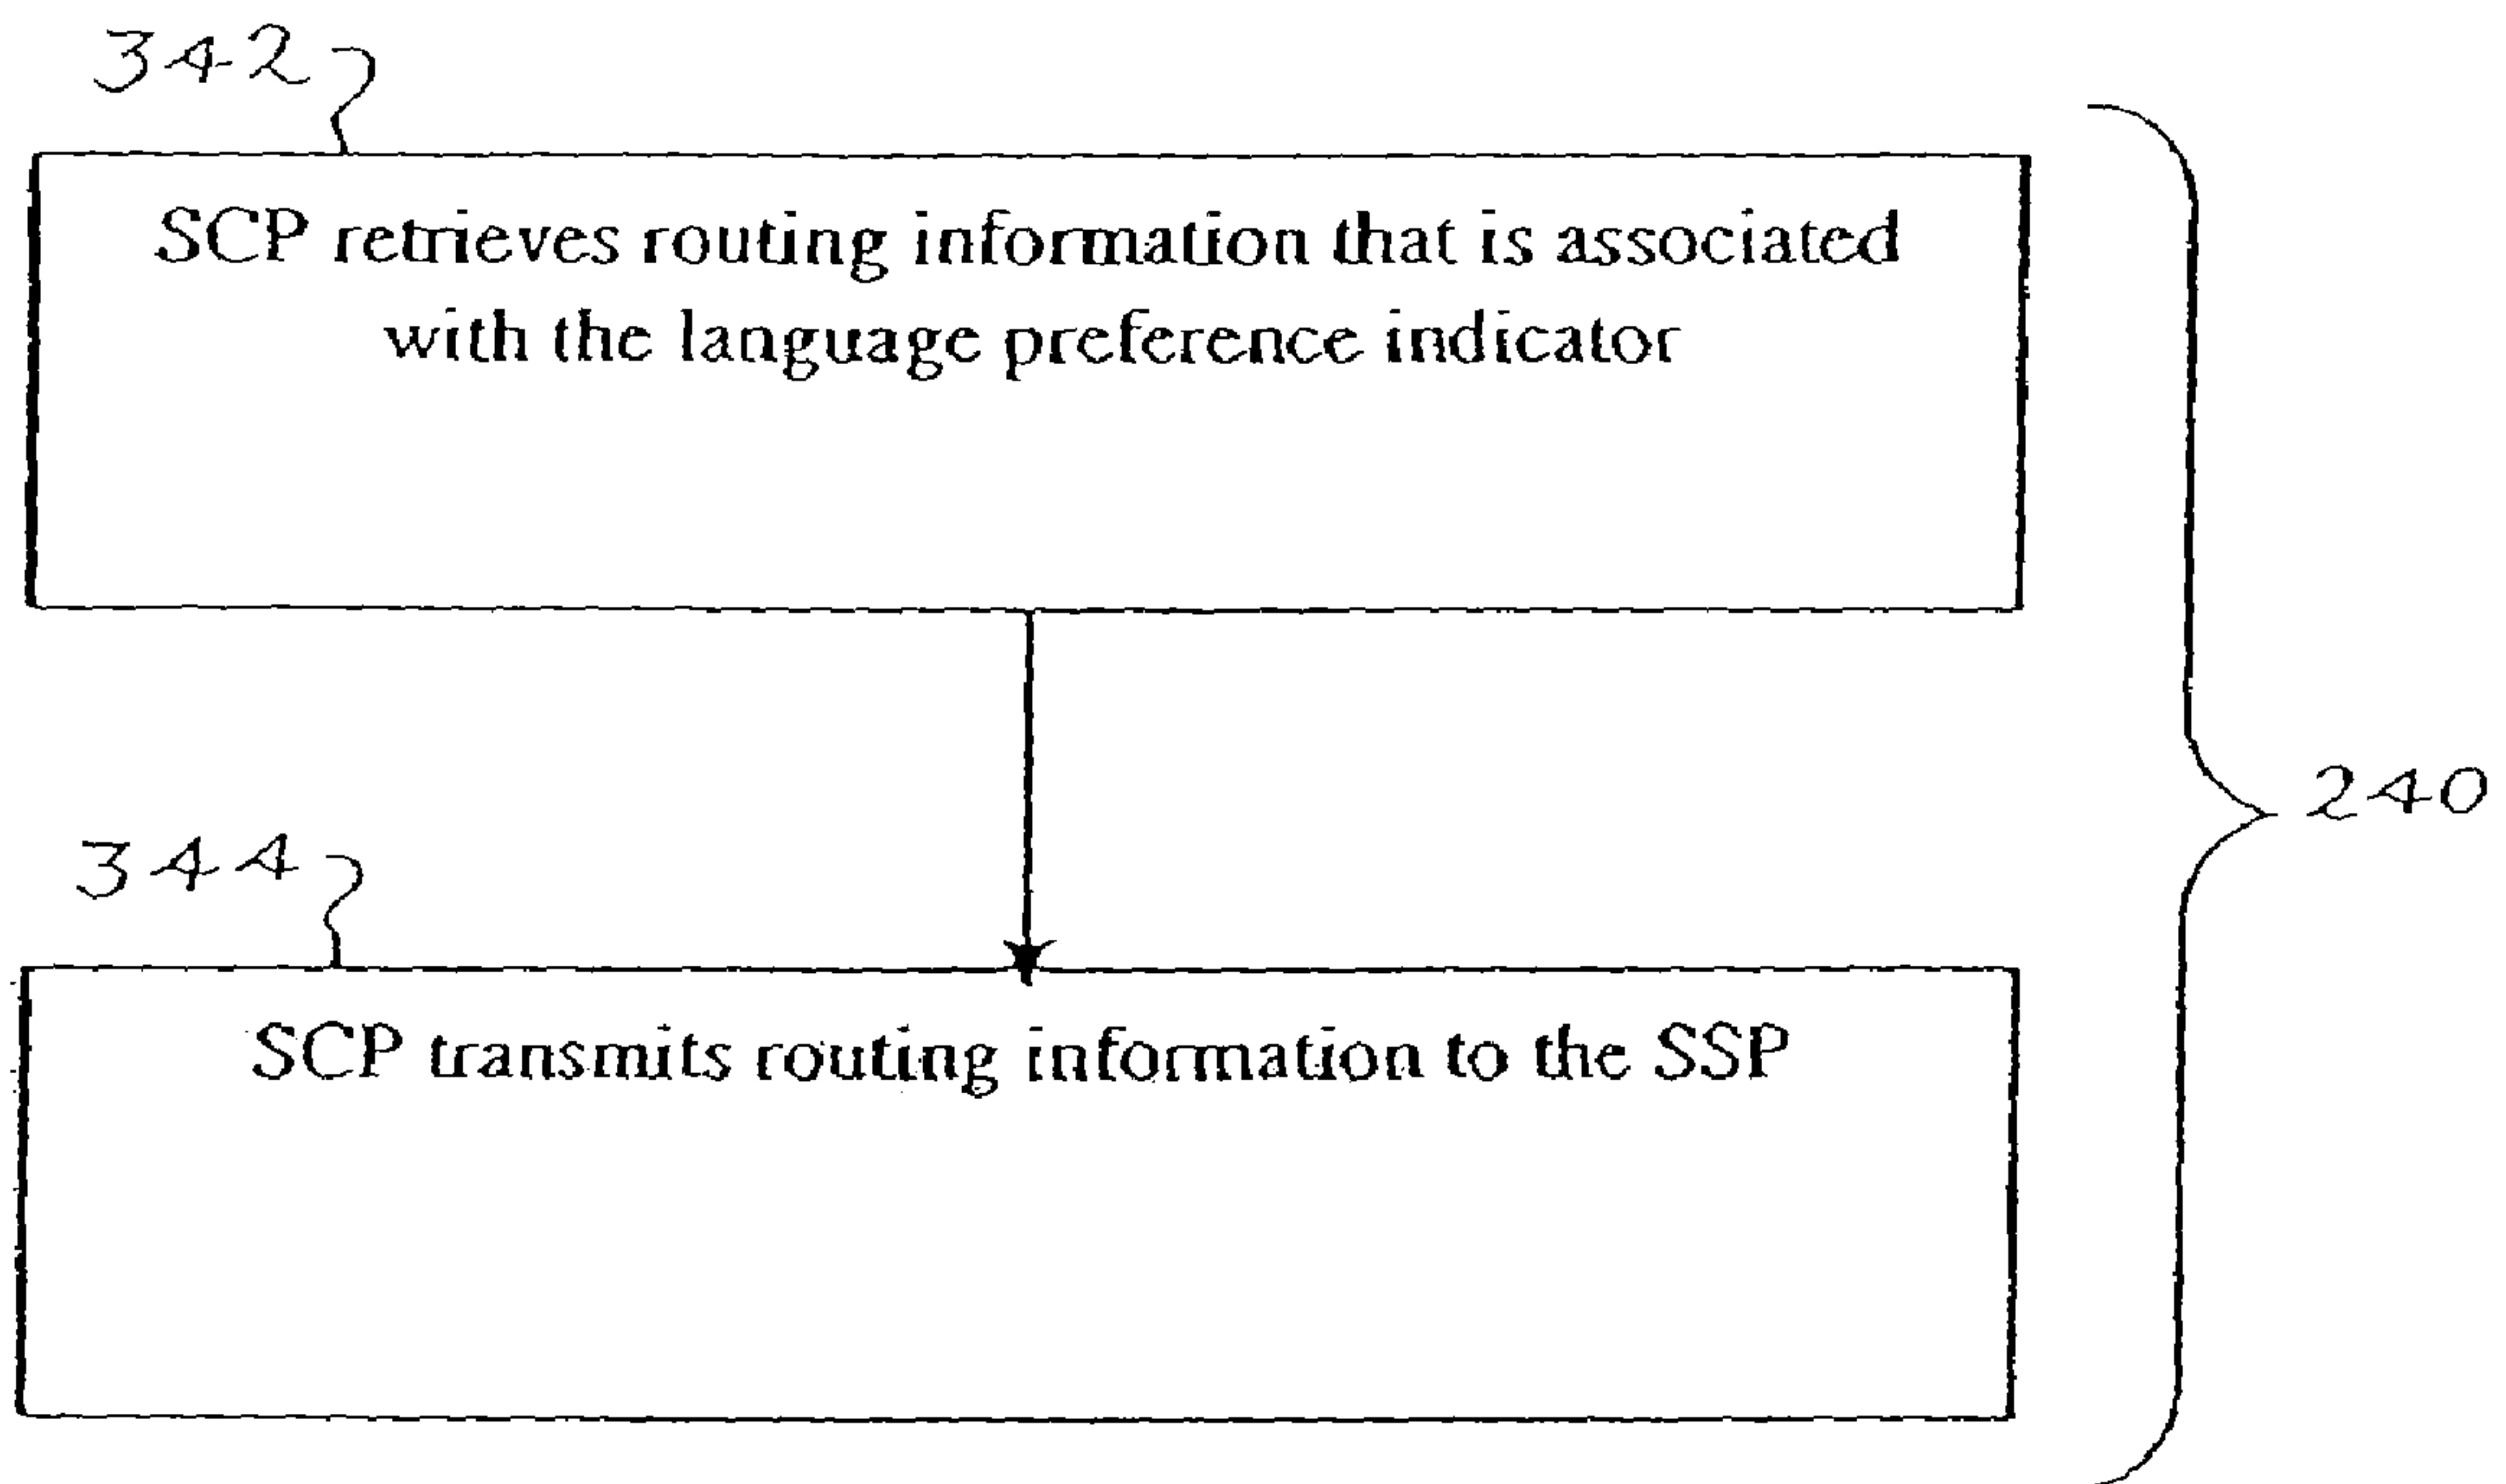 342
SCP retrieves routing information that is associated
with the language preference indicator
240
344
SCP transmits routing information to the SSP